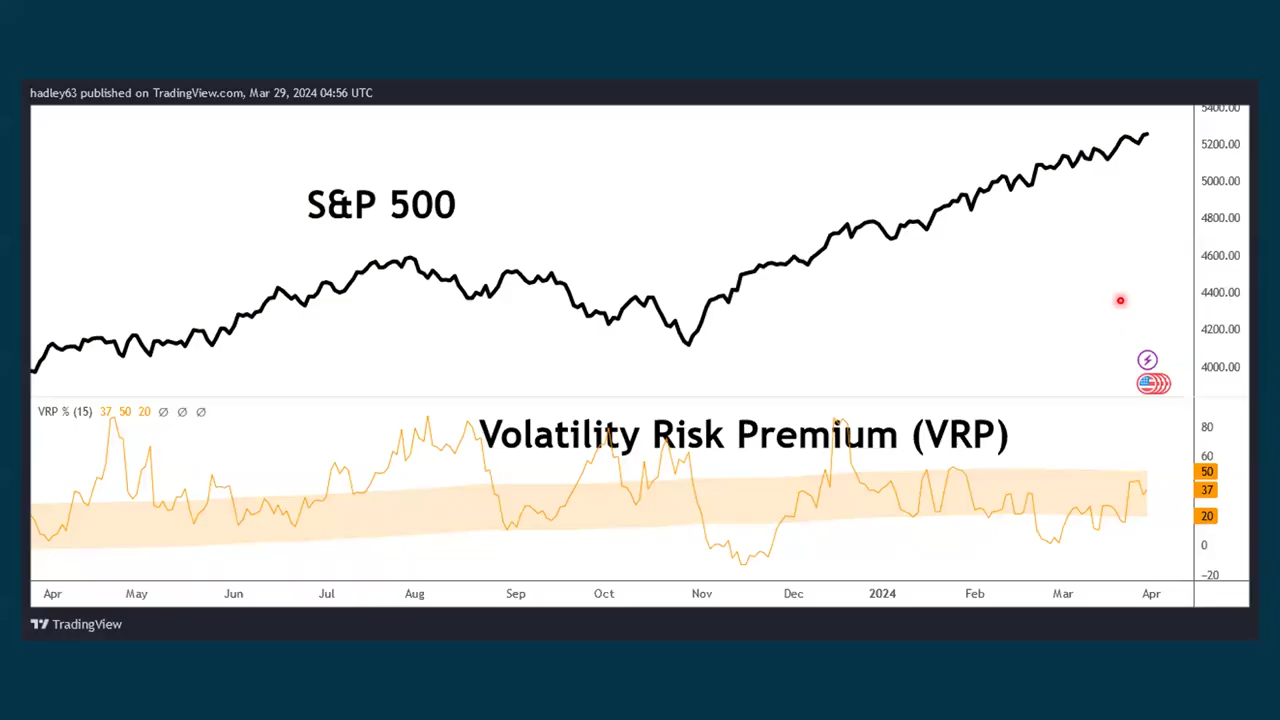 hadley63 published on TradingView.com, Mar 29, 2024 04:56 UTC
5400.00
S&P 500
5200.00
5000.00
4800.00
4600.00
4400.00
4200.00
4000.00
VRP % (15) 37 50 20 ∅ ∅ ∅
Volatility Risk Premium (VRP)
80
60
50
37
20
0
−20
Apr May Jun Jul Aug Sep Oct Nov Dec 2024 Feb Mar Apr
TradingView